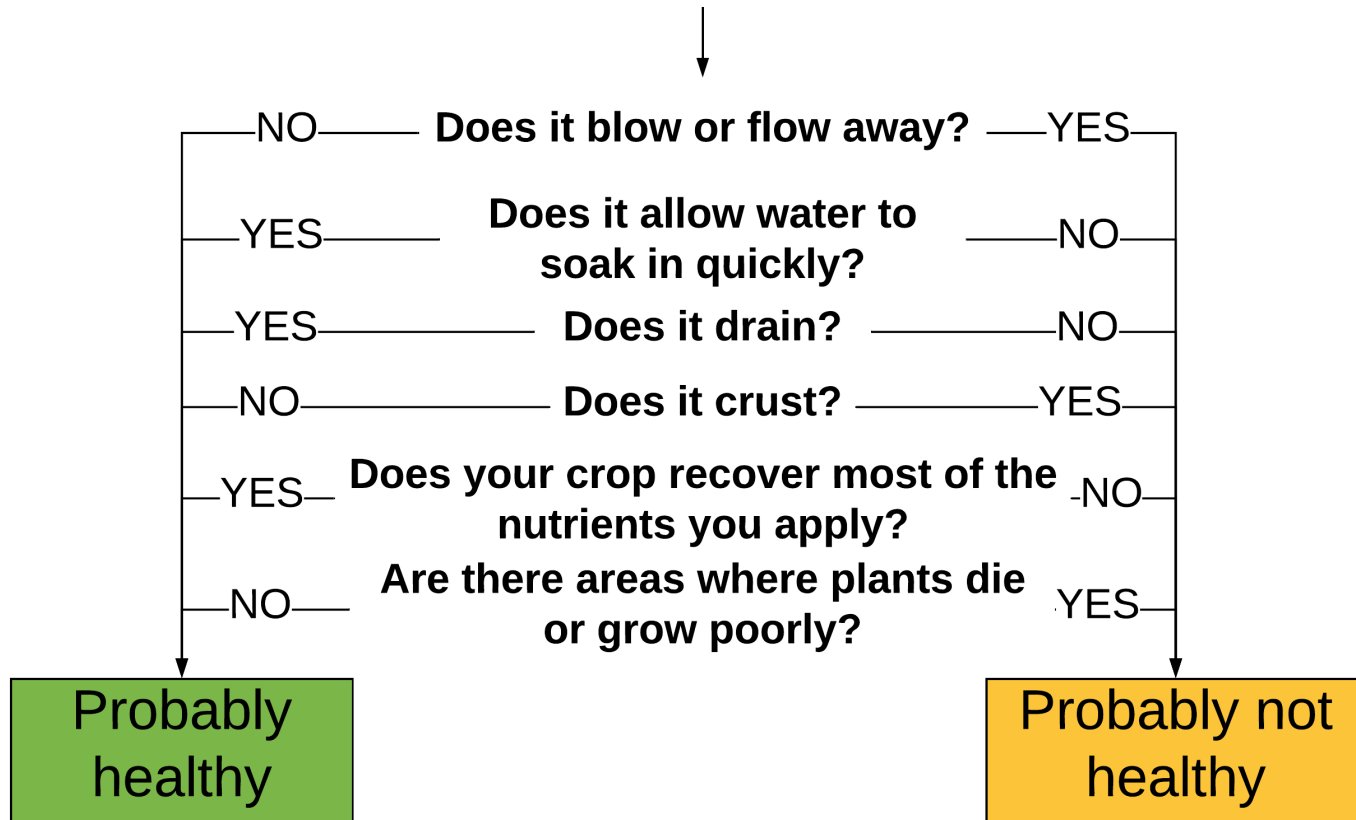 NO Does it blow or flow away? YES
Does it allow water to
YES soak in quickly? NO
YES Does it drain? NO
NO Does it crust? YES
Does your crop recover most of the
YES nutrients you apply? NO
Are there areas where plants die
NO or grow poorly? YES
Probably
healthy
Probably not
healthy